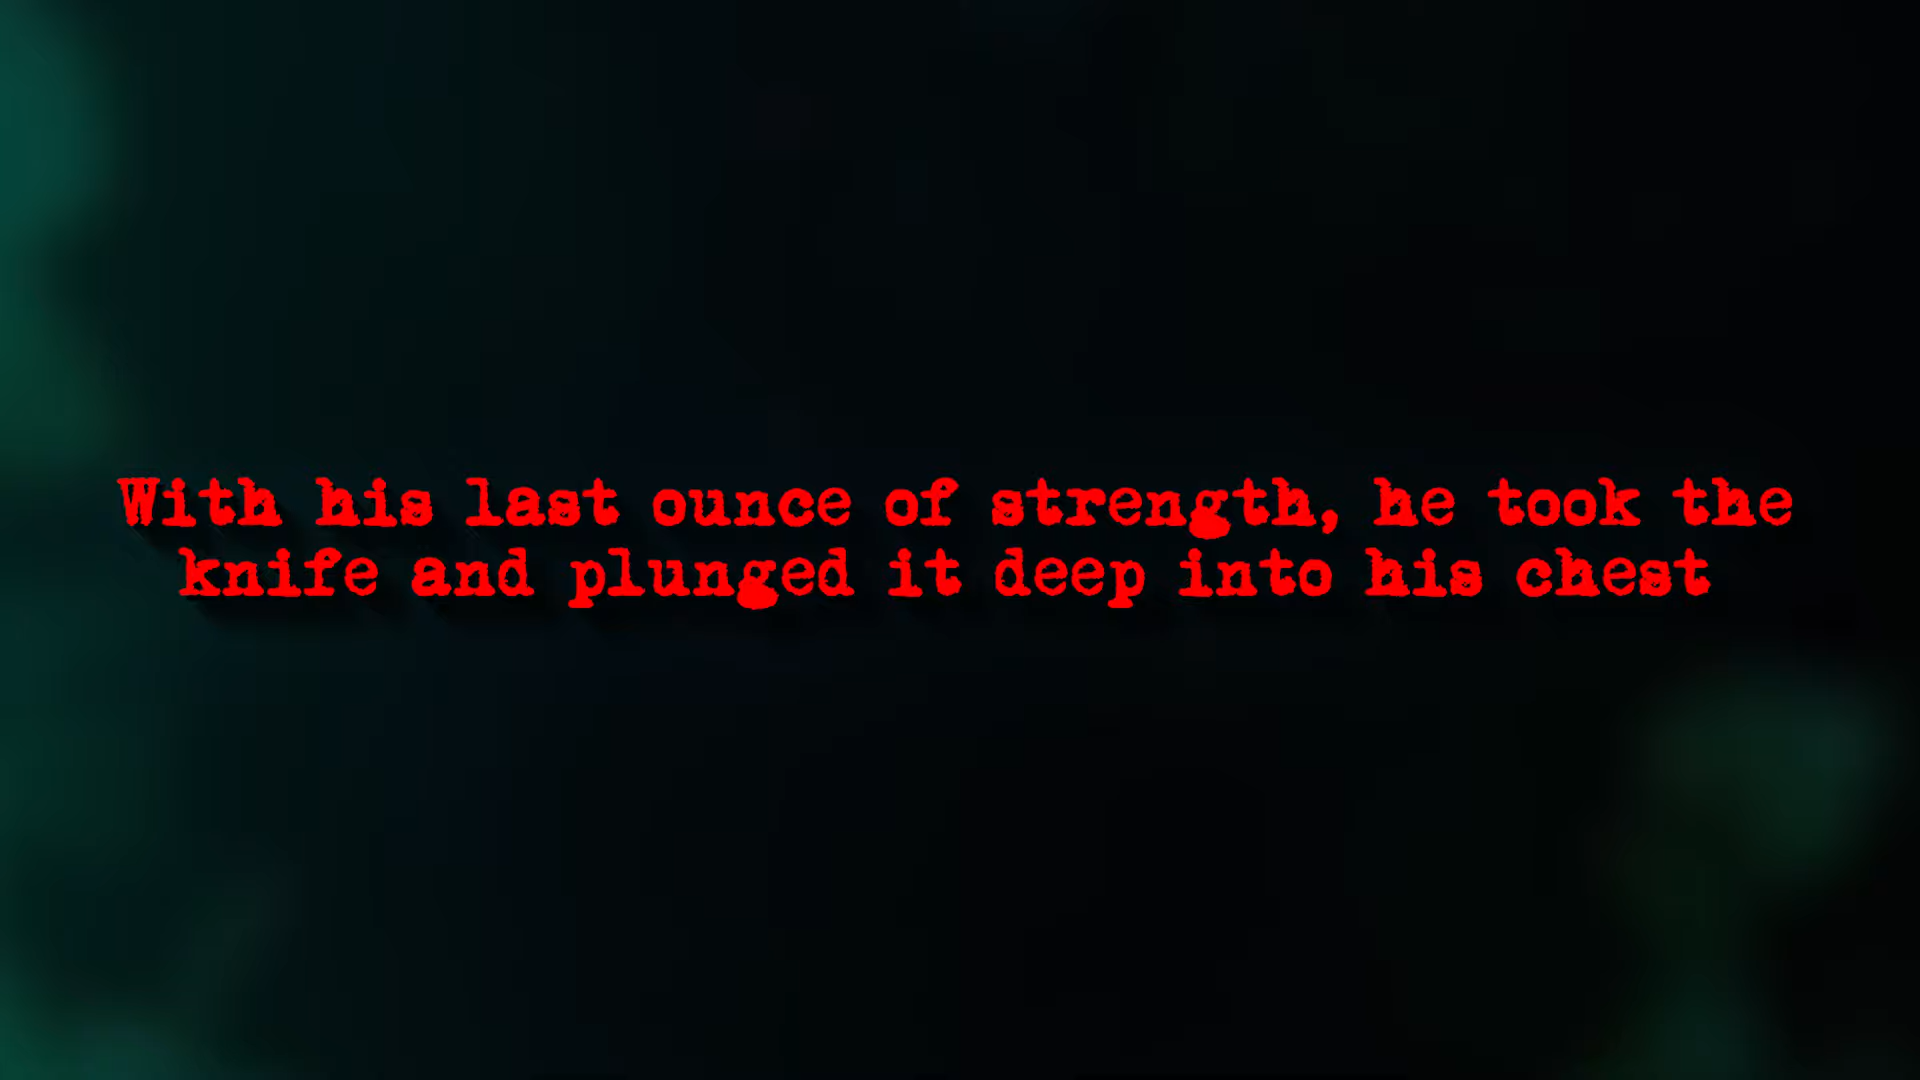 With his last ounce of strength, he took the
knife and plunged it deep into his chest